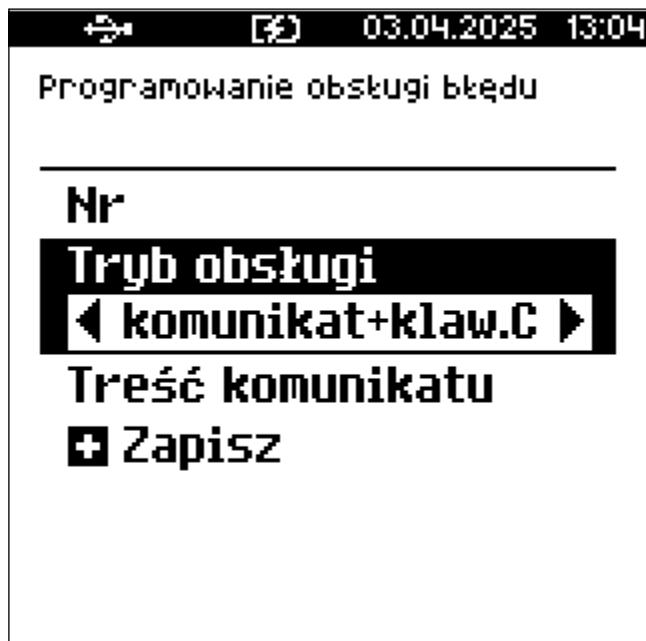 03.04.2025 13:04
Programowanie obsługi błędu
Nr
Tryb obsługi
komunikat+klaw.C
Treść komunikatu
Zapisz